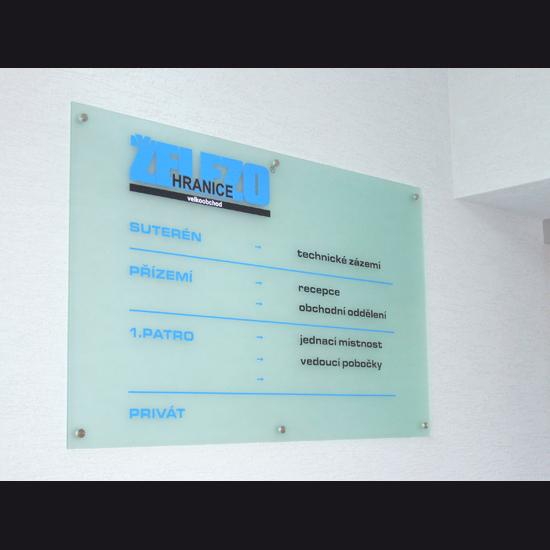 ŽELEZO
HRANICE
velkoobchod
SUTERÉN → technické zázemí
PŘÍZEMÍ → recepce
→ obchodní oddělení
1.PATRO → jednací místnost
→ vedoucí pobočky
→
PRIVÁT